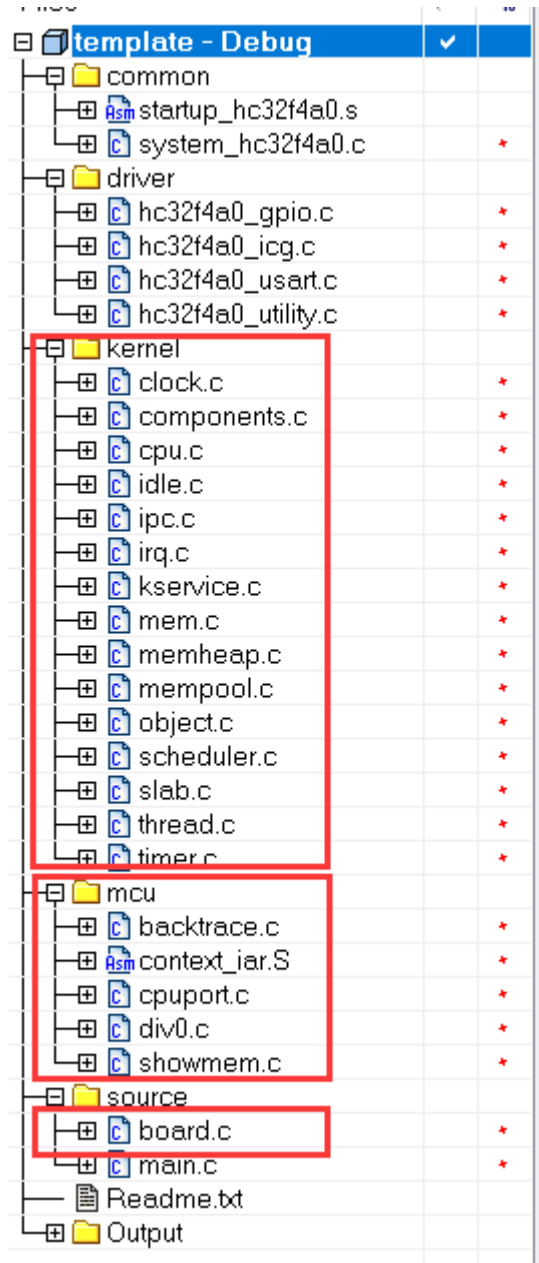 template - Debug
common
Asm startup_hc32f4a0.s
c system_hc32f4a0.c
driver
c hc32f4a0_gpio.c
c hc32f4a0_icg.c
c hc32f4a0_usart.c
c hc32f4a0_utility.c
kernel
c clock.c
c components.c
c cpu.c
c idle.c
c ipc.c
c irq.c
c kservice.c
c mem.c
c memheap.c
c mempool.c
c object.c
c scheduler.c
c slab.c
c thread.c
c timer.c
mcu
c backtrace.c
Asm context_iar.S
c cpuport.c
c div0.c
c showmem.c
source
c board.c
c main.c
Readme.txt
Output